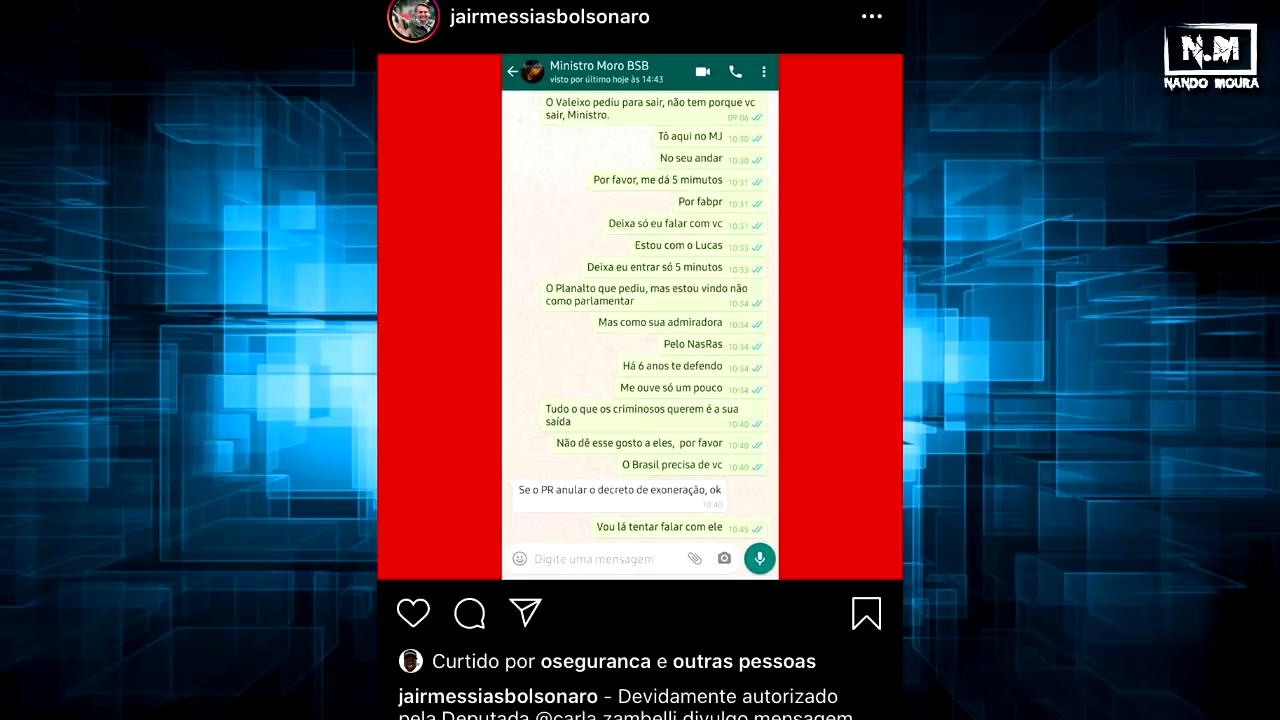 jairmessiasbolsonaro
N.M
NANDO MOURA
Ministro Moro BSB
visto por último hoje às 14:43
O Valeixo pediu para sair, não tem porque vc
sair, Ministro.
09:06
Tô aqui no MJ 10:30
No seu andar 10:30
Por favor, me dá 5 mimutos 10:31
Por fabpr 10:31
Deixa só eu falar com vc 10:31
Estou com o Lucas 10:33
Deixa eu entrar só 5 minutos 10:33
O Planalto que pediu, mas estou vindo não
como parlamentar 10:34
Mas como sua admiradora 10:34
Pelo NasRas 10:34
Há 6 anos te defendo 10:34
Me ouve só um pouco 10:34
Tudo o que os criminosos querem é a sua
saída 10:40
Não dê esse gosto a eles, por favor 10:40
O Brasil precisa de vc 10:40
Se o PR anular o decreto de exoneração, ok
10:40
Vou lá tentar falar com ele 10:45
Digite uma mensagem
Curtido por oseguranca e outras pessoas
jairmessiasbolsonaro - Devidamente autorizado
pela Deputada @carla_zambelli divulgo mensagem